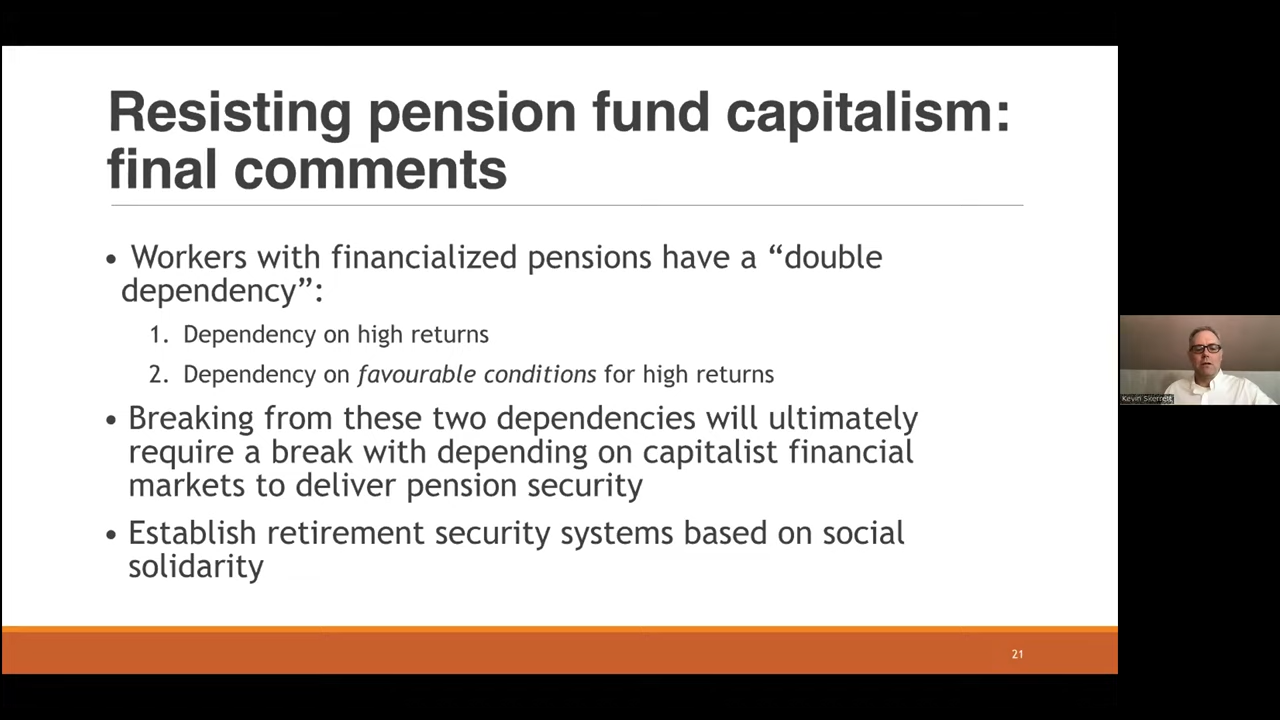 Resisting pension fund capitalism:
final comments
• Workers with financialized pensions have a “double
dependency”:
1. Dependency on high returns
2. Dependency on favourable conditions for high returns
• Breaking from these two dependencies will ultimately
require a break with depending on capitalist financial
markets to deliver pension security
• Establish retirement security systems based on social
solidarity
21
Kevin Skerrett